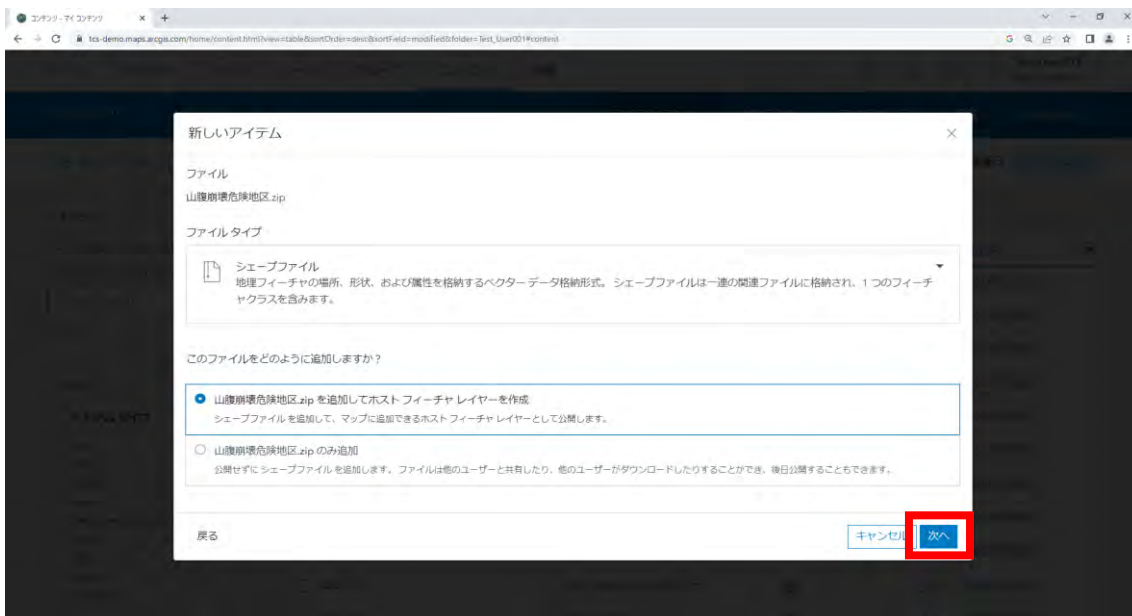 コンテンツ - マイ コンテンツ
tcs-demo.maps.arcgis.com/home/content.html?view=table&sortOrder=desc&sortField=modified&folder=Test_User001#content
新しいアイテム
ファイル
山腹崩壊危険地区.zip
ファイル タイプ
シェープファイル
地理フィーチャの場所、形状、および属性を格納するベクター データ格納形式。 シェープファイルは一連の関連ファイルに格納され、1 つのフィーチ
ャクラスを含みます。
このファイルをどのように追加しますか？
山腹崩壊危険地区.zip を追加してホスト フィーチャ レイヤーを作成
シェープファイル を追加して、マップに追加できるホスト フィーチャ レイヤーとして公開します。
山腹崩壊危険地区.zip のみ追加
公開せずに シェープファイル を追加します。 ファイルは他のユーザーと共有したり、他のユーザーがダウンロードしたりすることができ、後日公開することもできます。
戻る
キャンセル
次へ